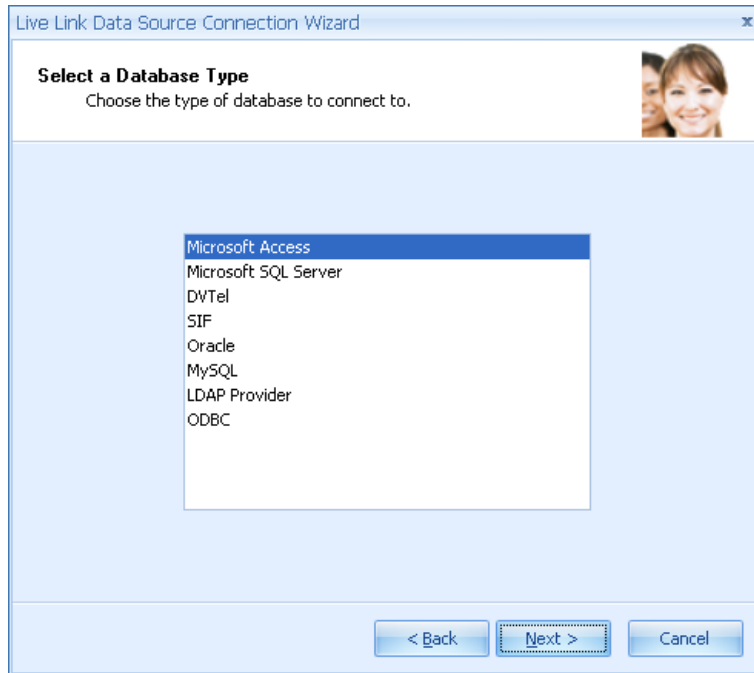 Live Link Data Source Connection Wizard
x
Select a Database Type
Choose the type of database to connect to.
Microsoft Access
Microsoft SQL Server
DVTel
SIF
Oracle
MySQL
LDAP Provider
ODBC
< Back
Next >
Cancel